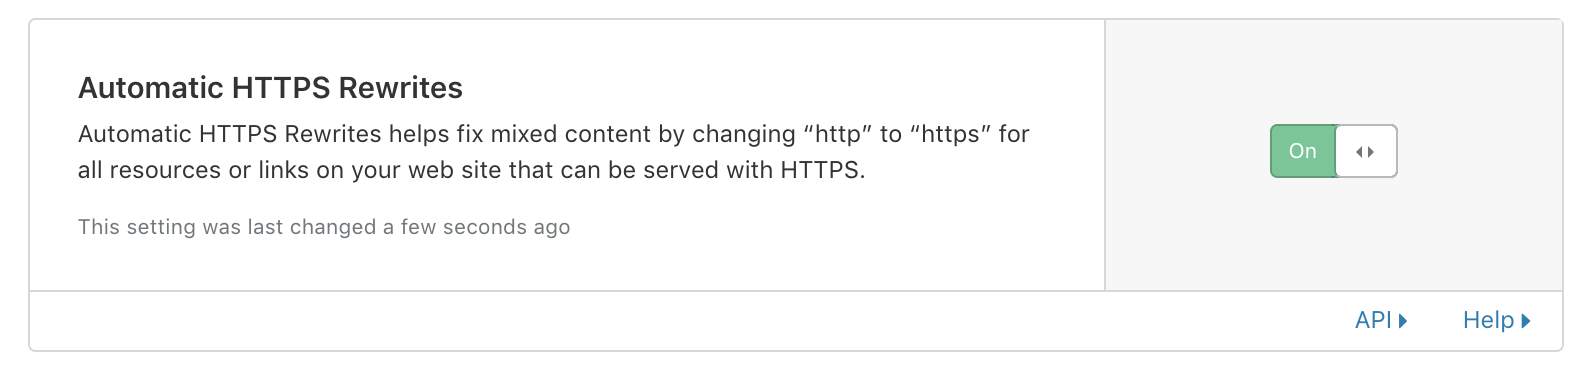 Automatic HTTPS Rewrites
Automatic HTTPS Rewrites helps fix mixed content by changing “http” to “https” for
all resources or links on your web site that can be served with HTTPS.
This setting was last changed a few seconds ago
On
API
Help